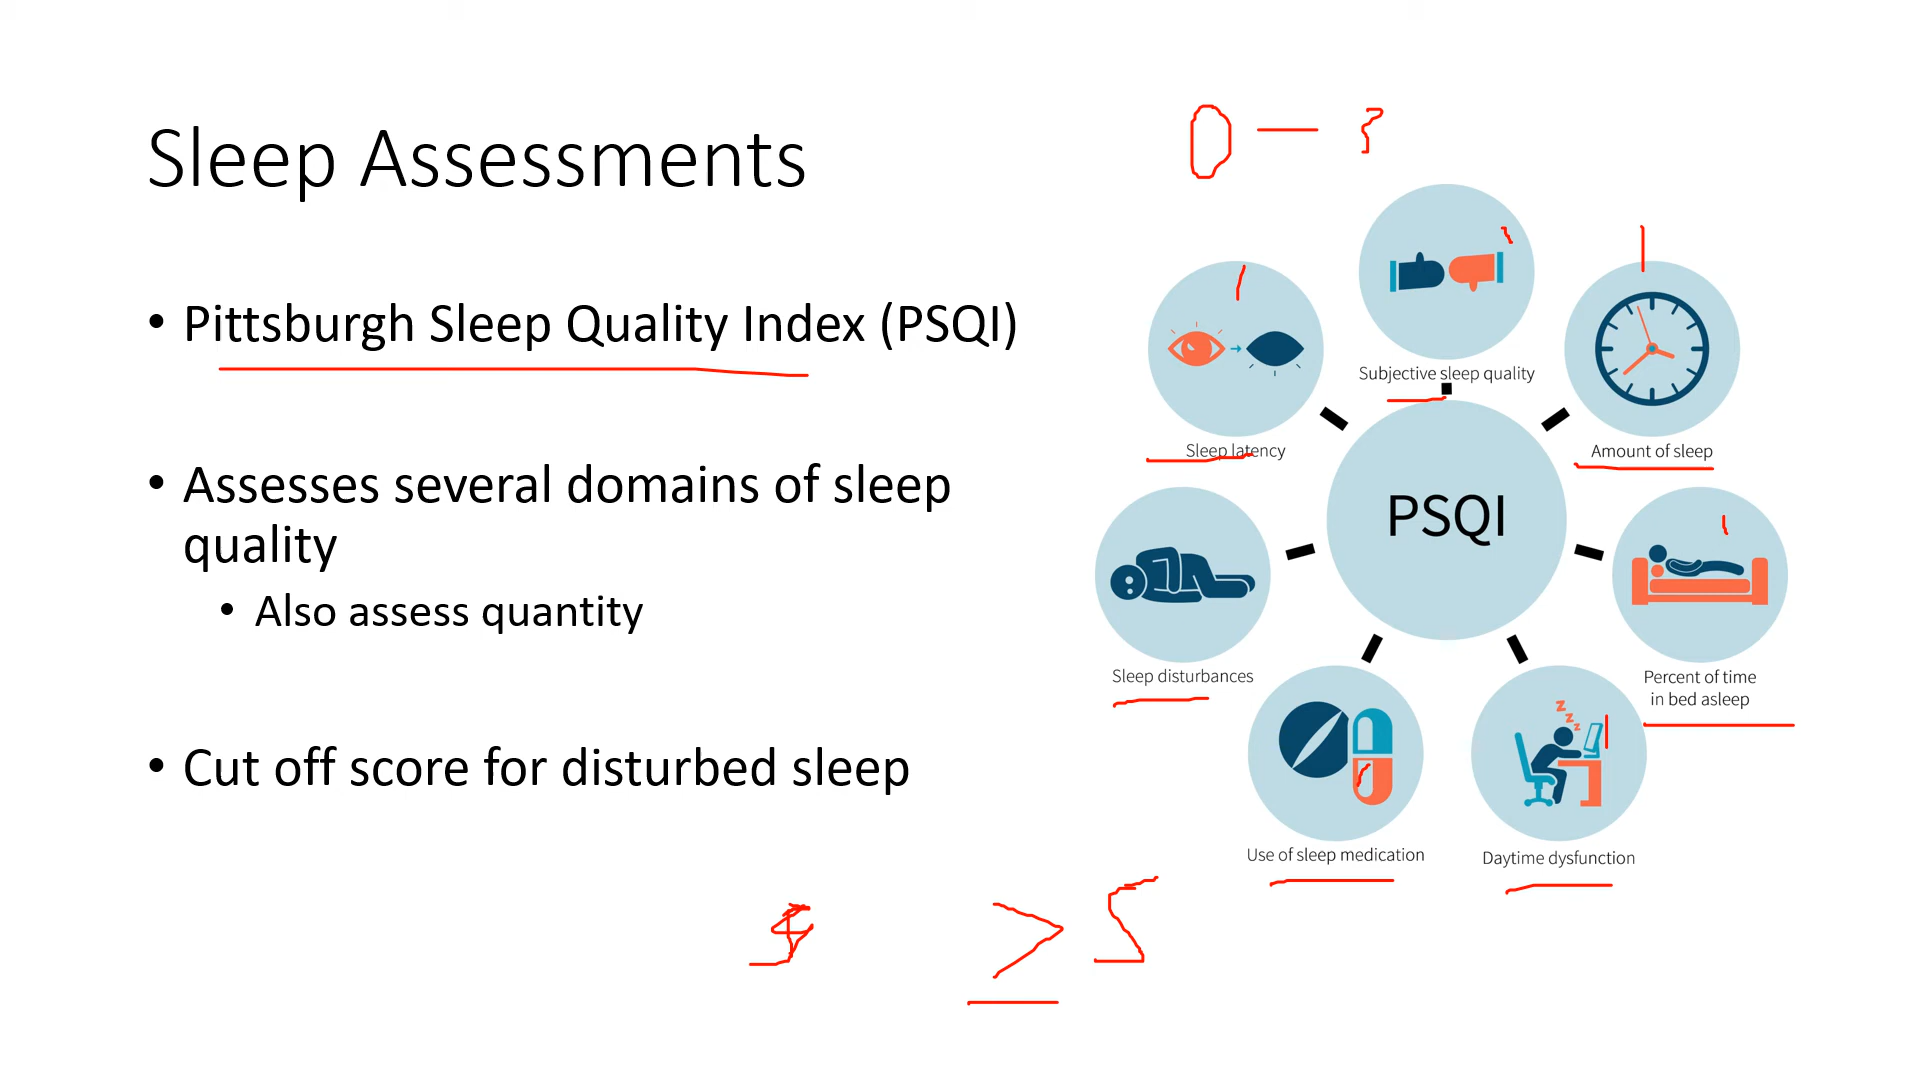 Sleep Assessments
• Pittsburgh Sleep Quality Index (PSQI)
• Assesses several domains of sleep
quality
• Also assess quantity
• Cut off score for disturbed sleep
≥ 5
0 —
Subjective sleep quality
Sleep latency
Amount of sleep
PSQI
Sleep disturbances
Percent of time
in bed asleep
Use of sleep medication
Daytime dysfunction
z
z
z